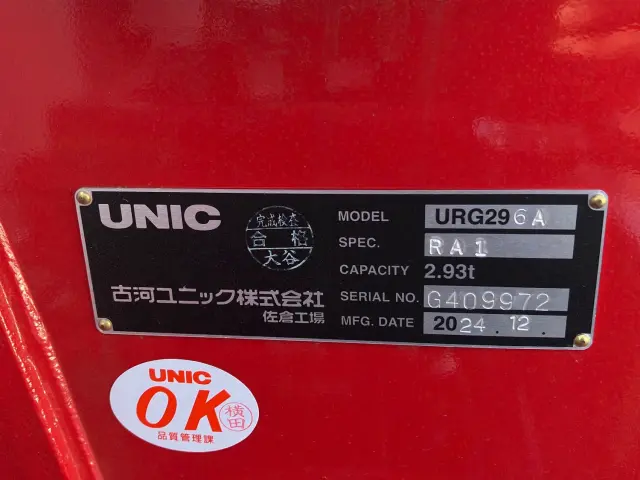 UNIC
完成検査
合格
大谷
古河ユニック株式会社
佐倉工場
MODEL URG296A
SPEC. RA1
CAPACITY 2.93t
SERIAL NO. G409972
MFG. DATE 2024.12.
UNIC
OK
横田
品質管理課